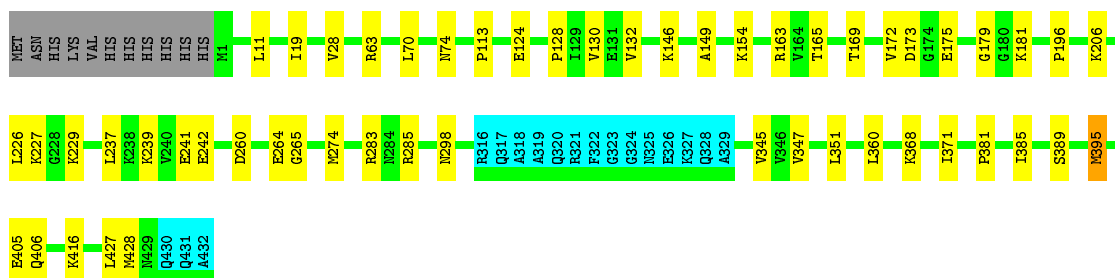 MET ASN HIS LYS VAL HIS HIS HIS HIS HIS HIS M1 L11 I19 V28 R63 L70 N74 P113 E124 P128 I129 V130 E131 V132 K146 A149 K154 R163 V164 T165 T169 V172 D173 G174 E175 G179 G180 K181 P196 K206
L226 K227 G228 K229 L237 K238 K239 V240 E241 E242 D260 E264 G265 M274 R283 N284 R285 N298 R316 Q317 A318 A319 Q320 R321 F322 G323 G324 N325 E326 K327 Q328 A329 V345 V346 V347 L351 L360 K368 I371 P381 I385 S389 M395
E405 Q406 K416 L427 M428 N429 Q430 Q431 A432